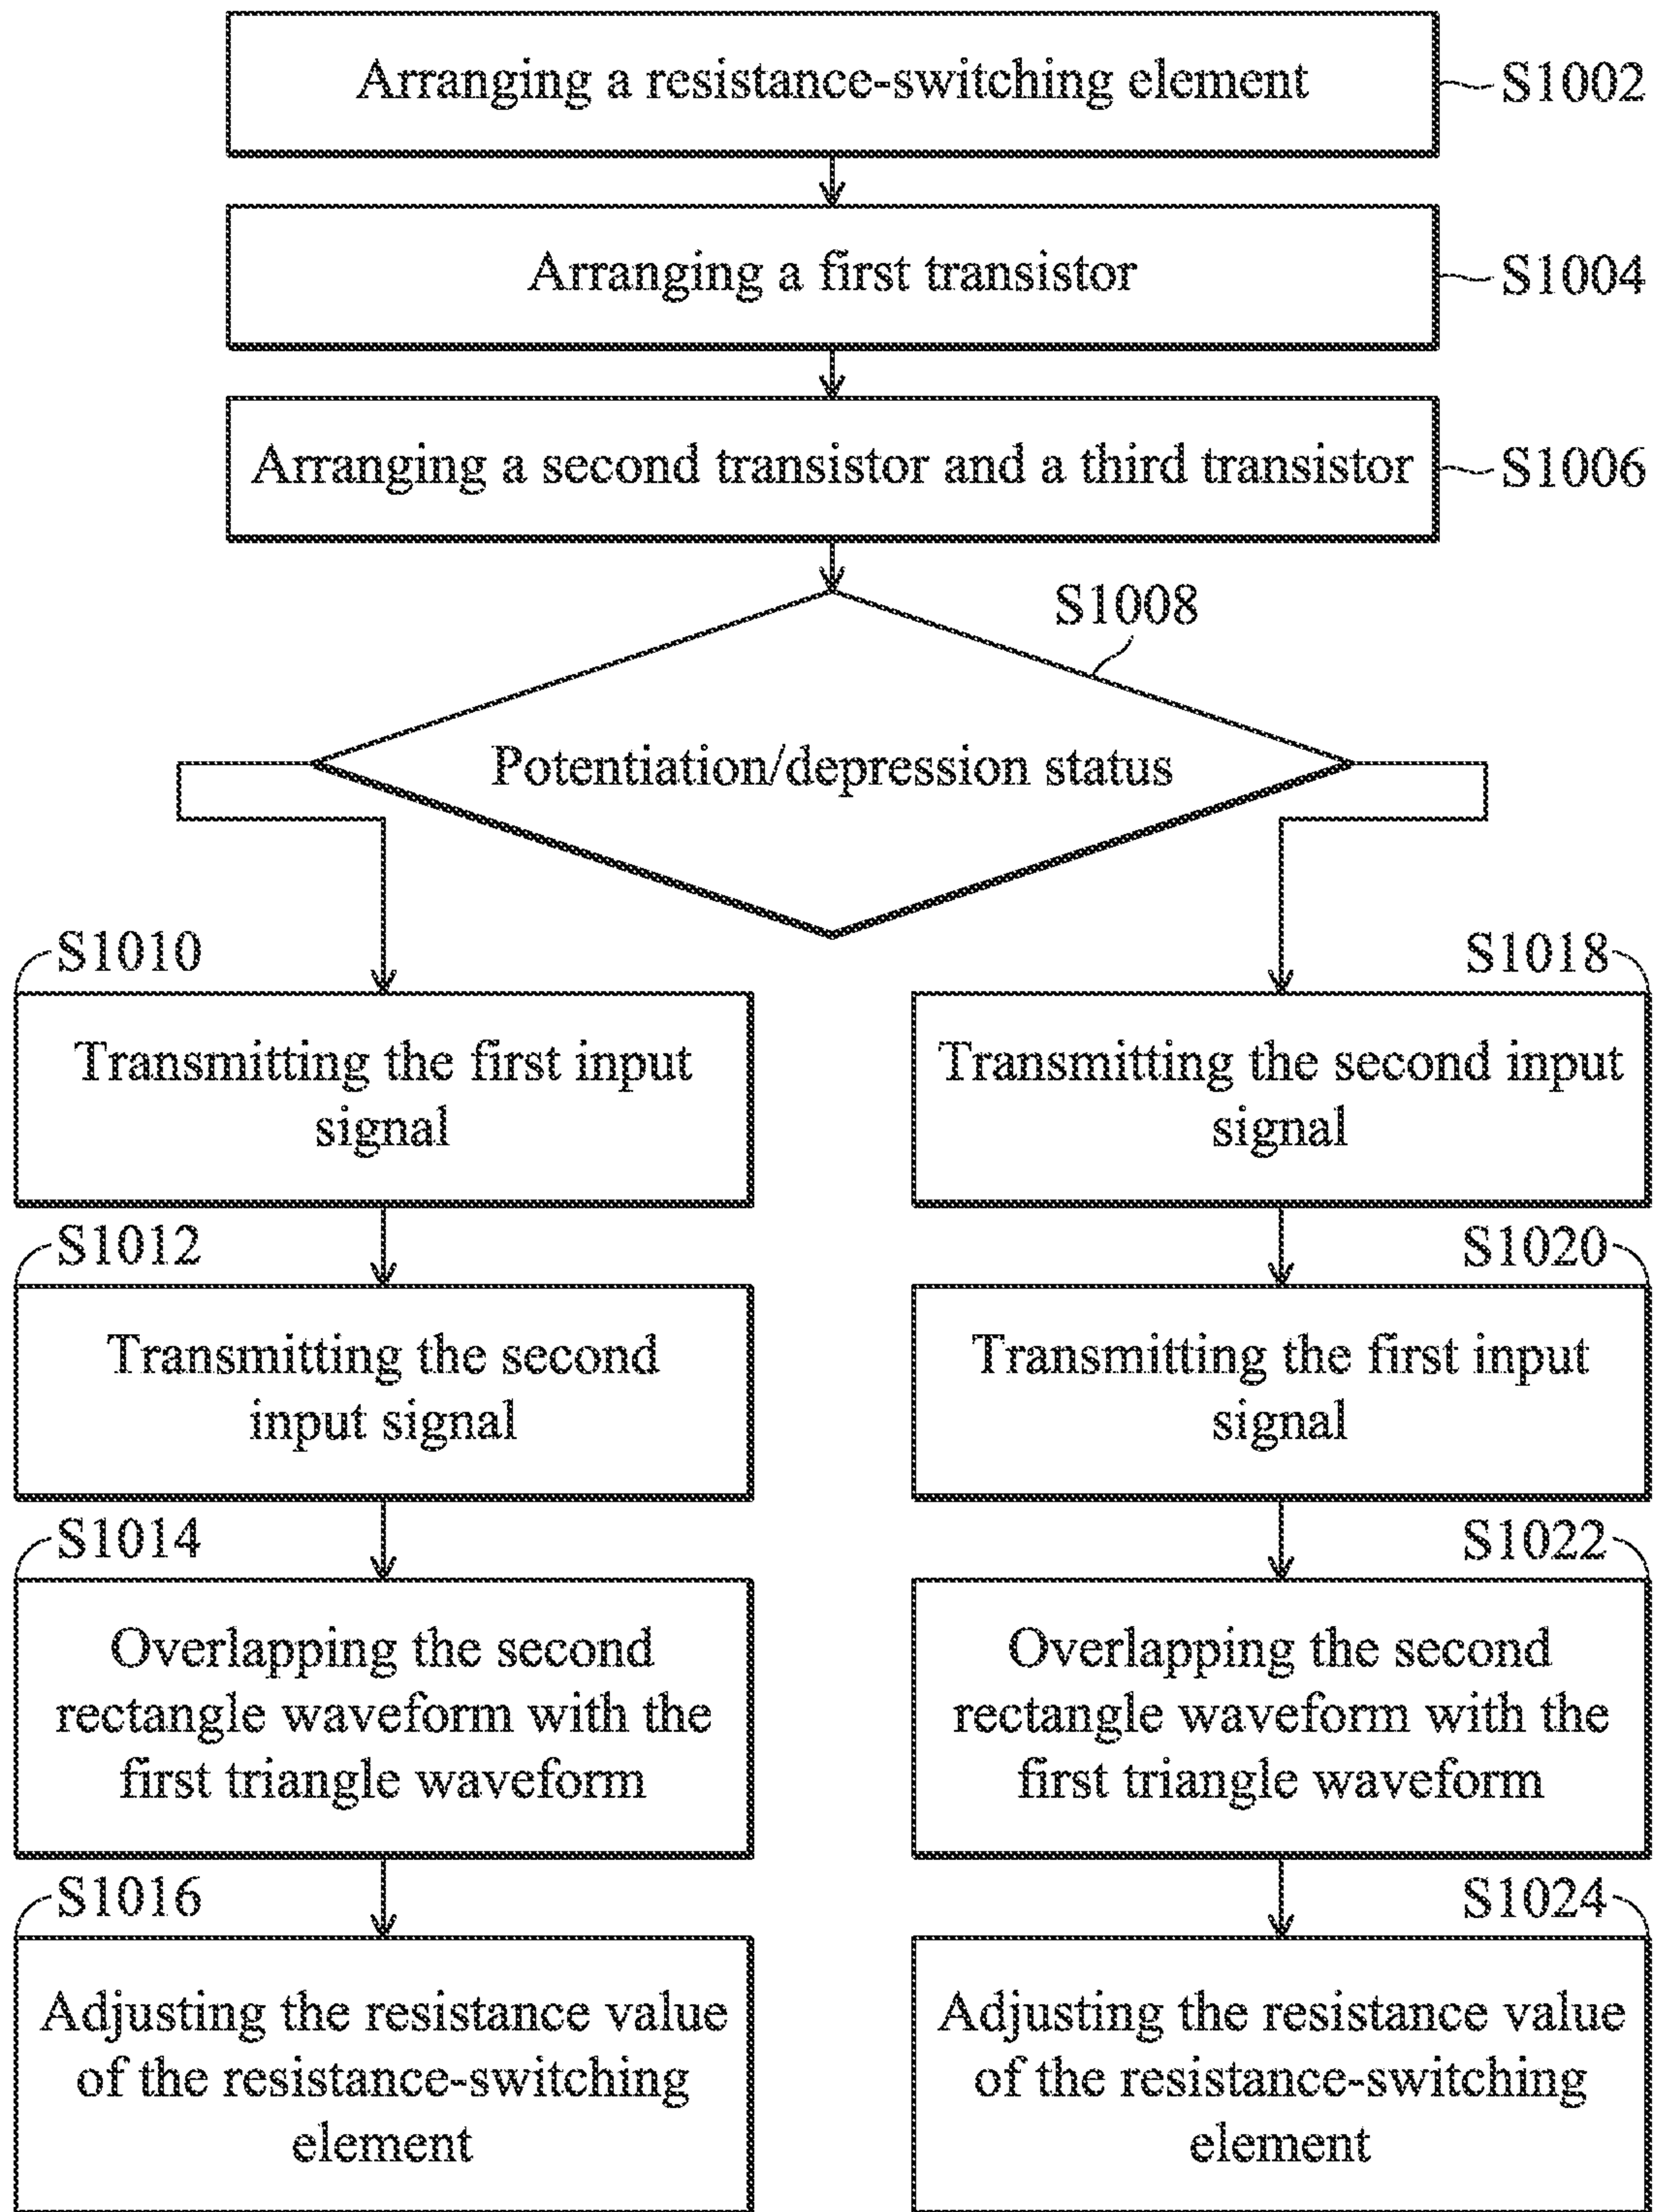 Arranging a resistance-switching element
S1002
Arranging a first transistor
S1004
Arranging a second transistor and a third transistor
S1006
S1008
Potentiation/depression status
S1010
Transmitting the first input
signal
S1012
Transmitting the second
input signal
S1014
Overlapping the second
rectangle waveform with the
first triangle waveform
S1016
Adjusting the resistance value
of the resistance-switching
element
S1018
Transmitting the second input
signal
S1020
Transmitting the first input
signal
S1022
Overlapping the second
rectangle waveform with the
first triangle waveform
S1024
Adjusting the resistance value
of the resistance-switching
element